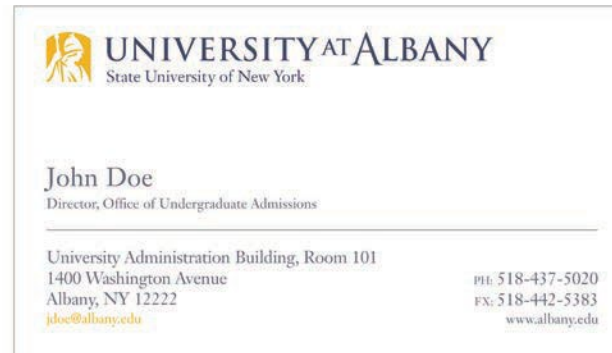 UNIVERSITY AT ALBANY
State University of New York
John Doe
Director, Office of Undergraduate Admissions
University Administration Building, Room 101
1400 Washington Avenue
Albany, NY 12222
jdoe@albany.edu
PH: 518-437-5020
FX: 518-442-5383
www.albany.edu